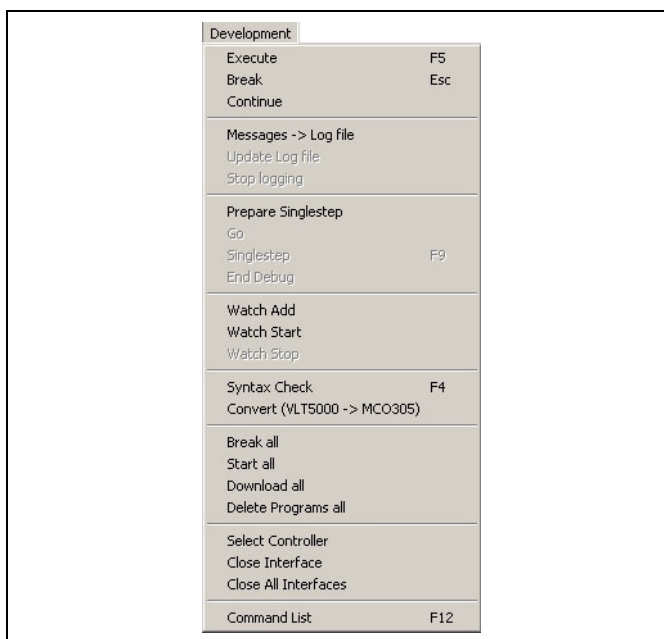 Development
Execute F5
Break Esc
Continue
Messages -> Log file
Update Log file
Stop logging
Prepare Singlestep
Go
Singlestep F9
End Debug
Watch Add
Watch Start
Watch Stop
Syntax Check F4
Convert (VLT5000 -> MCO305)
Break all
Start all
Download all
Delete Programs all
Select Controller
Close Interface
Close All Interfaces
Command List F12